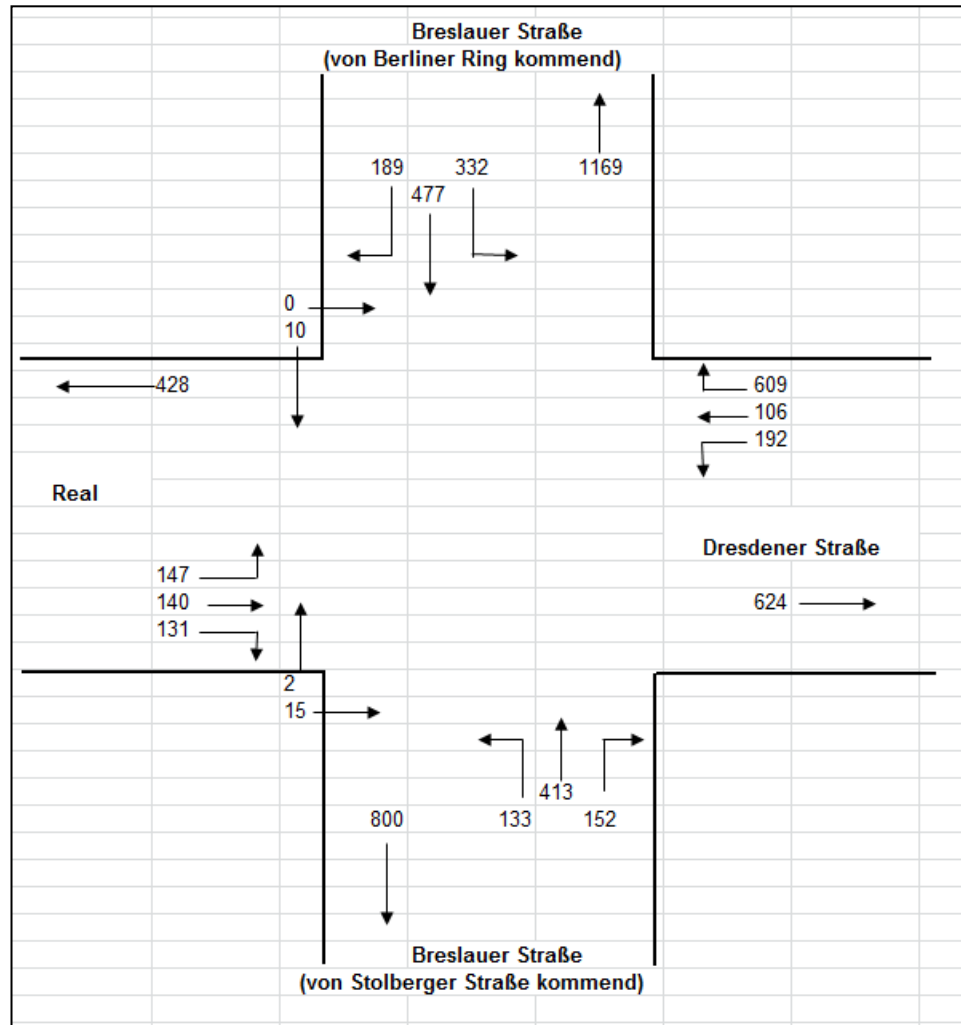 Breslauer Straße
(von Berliner Ring kommend)
189 332 1169
477
0
10
428 609
106
192
Real
Dresdener Straße
147
140 624
131
2
15
413
800 133 152
Breslauer Straße
(von Stolberger Straße kommend)